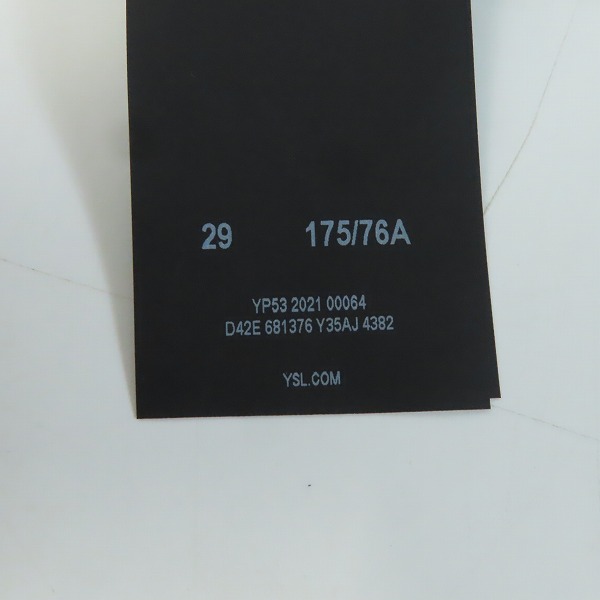 29 175/76A
YP53 2021 00064
D42E 681376 Y35AJ 4382
YSL.COM